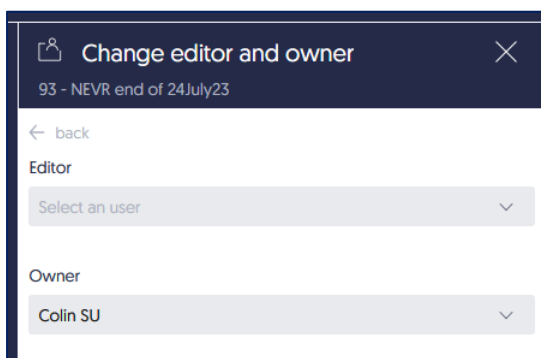 Change editor and owner
93 - NEVR end of 24July23
back
Editor
Select an user
Owner
Colin SU